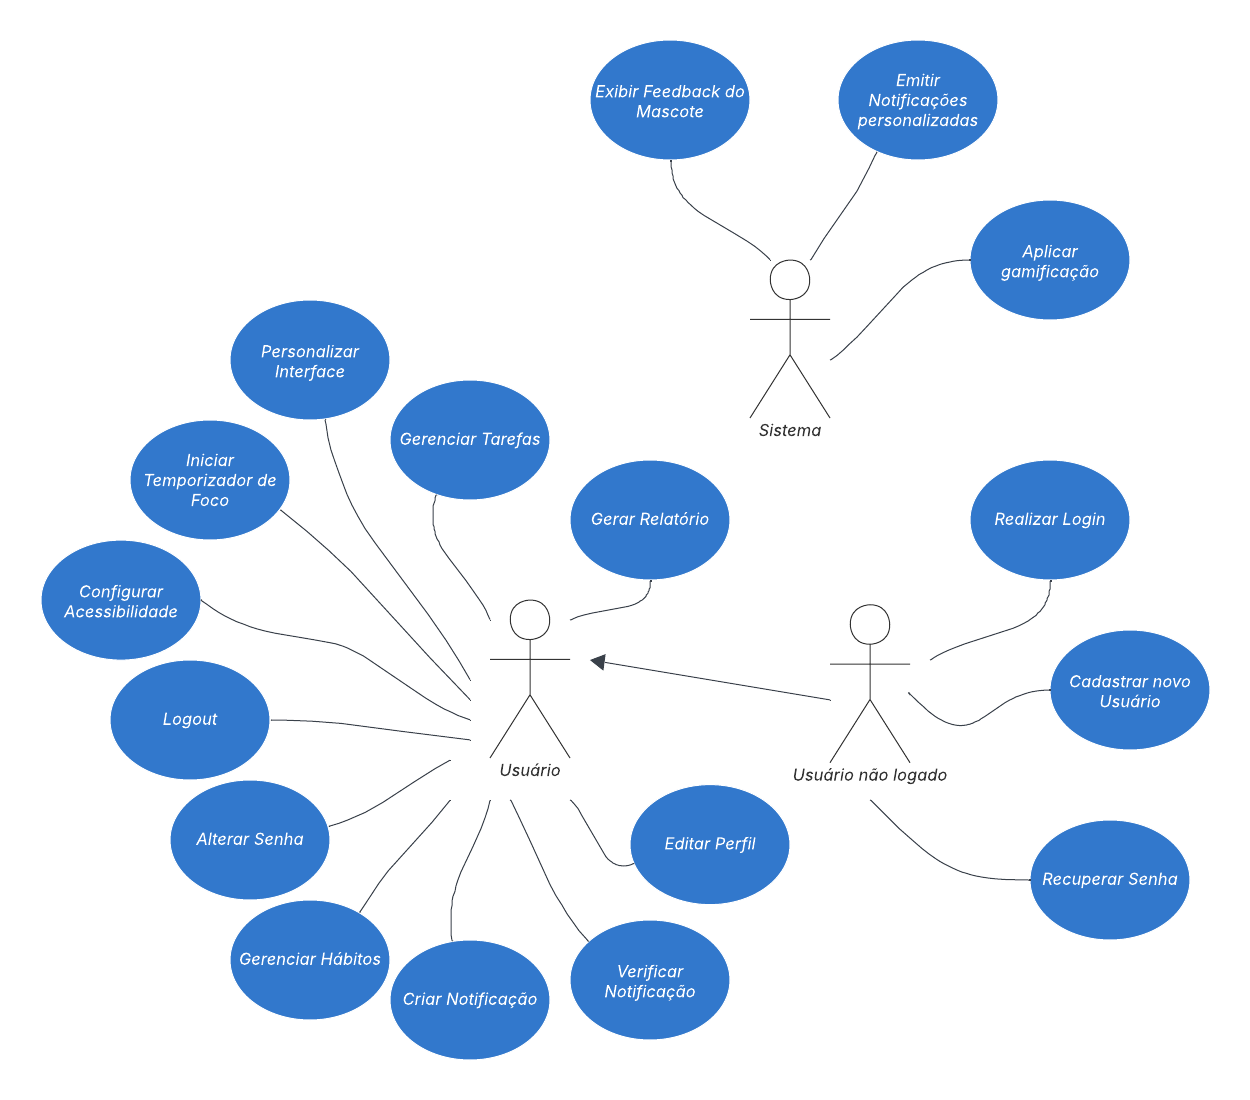 Exibir Feedback do
Mascote
Emitir
Notificações
personalizadas
Aplicar
gamificação
Sistema
Personalizar
Interface
Gerenciar Tarefas
Iniciar
Temporizador de
Foco
Gerar Relatório
Realizar Login
Configurar
Acessibilidade
Logout
Cadastrar novo
Usuário
Usuário
Usuário não logado
Alterar Senha
Editar Perfil
Recuperar Senha
Gerenciar Hábitos
Criar Notificação
Verificar
Notificação